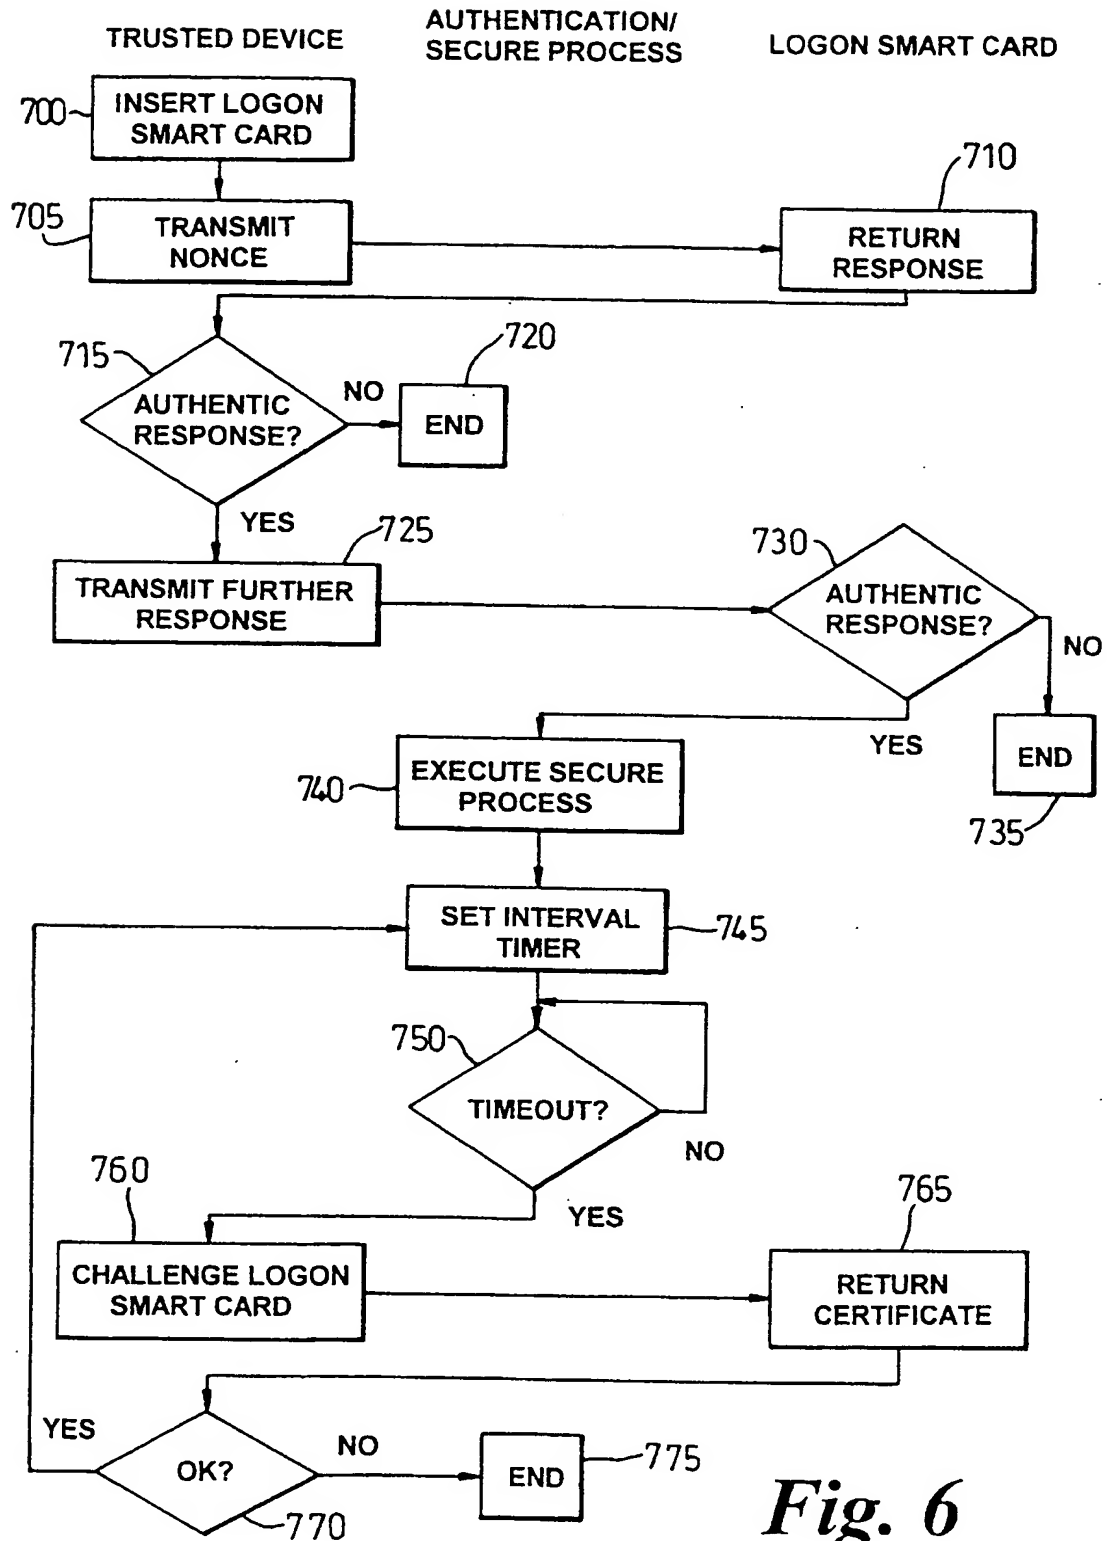 TRUSTED DEVICE
AUTHENTICATION/
SECURE PROCESS
LOGON SMART CARD
700
INSERT LOGON
SMART CARD
705
TRANSMIT
NONCE
710
RETURN
RESPONSE
715
AUTHENTIC
RESPONSE?
NO
720
END
YES
725
TRANSMIT FURTHER
RESPONSE
730
AUTHENTIC
RESPONSE?
NO
YES
END
735
740
EXECUTE SECURE
PROCESS
SET INTERVAL
TIMER
745
750
TIMEOUT?
NO
YES
760
CHALLENGE LOGON
SMART CARD
765
RETURN
CERTIFICATE
YES
OK?
NO
770
END
775
Fig. 6